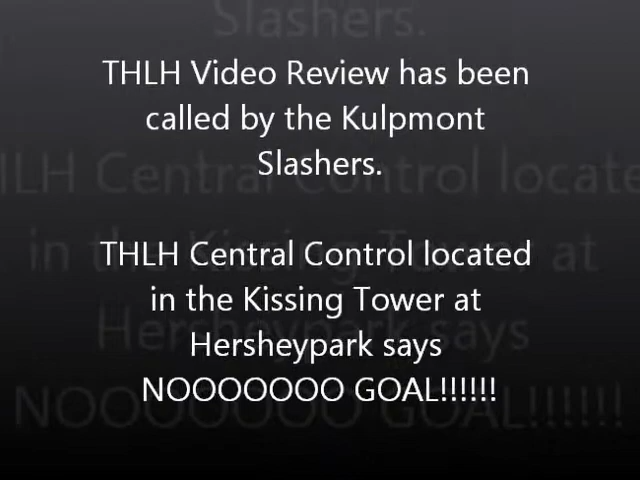 THLH Video Review has been
called by the Kulpmont
Slashers.
THLH Central Control located
in the Kissing Tower at
Hersheypark says
NOOOOOOO GOAL!!!!!!